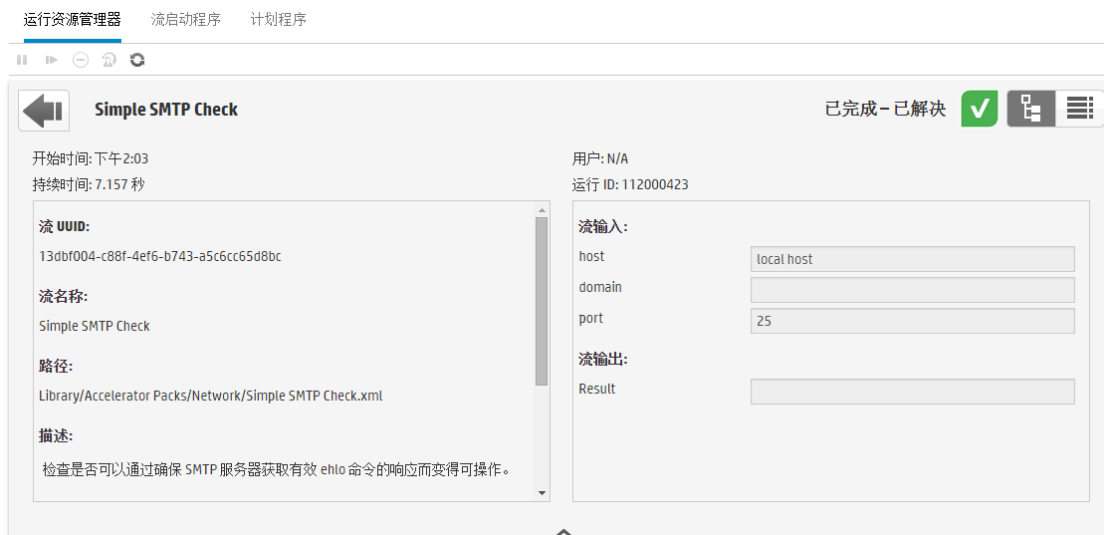 运行资源管理器 流启动程序 计划程序
Simple SMTP Check 已完成–已解决
开始时间: 下午2:03
持续时间: 7.157 秒
用户: N/A
运行 ID: 112000423
流 UUID:
13dbf004-c88f-4ef6-b743-a5c6cc65d8bc
流名称:
Simple SMTP Check
路径:
Library/Accelerator Packs/Network/Simple SMTP Check.xml
描述:
检查是否可以通过确保 SMTP 服务器获取有效 ehlo 命令的响应而变得可操作。
流输入:
host local host
domain
port 25
流输出:
Result